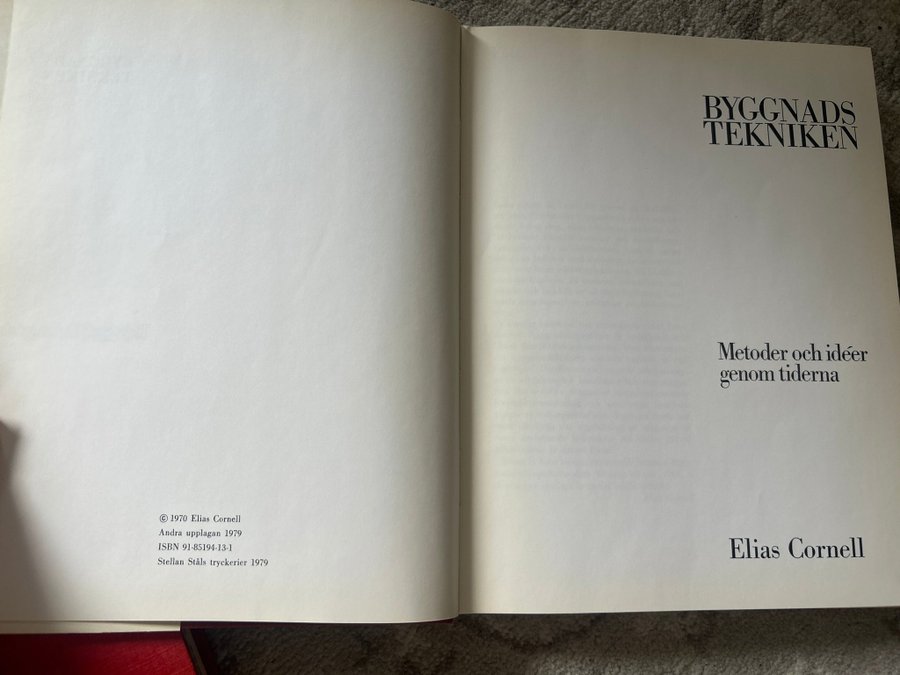 © 1970 Elias Cornell
Andra upplagan 1979
ISBN 91-85194-13-1
Stellan Ståls tryckerier 1979
BYGGNADS
TEKNIKEN
Metoder och idéer
genom tiderna
Elias Cornell